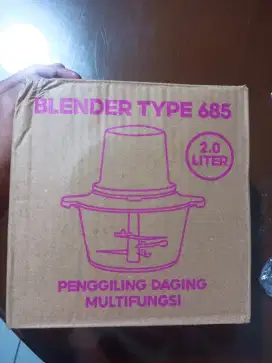 BLENDER TYPE 685
2.0
LITER
PENGGILING DAGING
MULTIFUNGSI